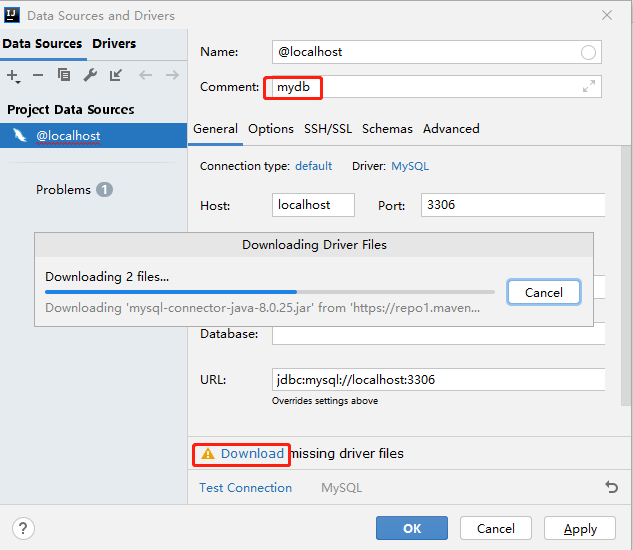 Data Sources and Drivers
Data Sources Drivers
Project Data Sources
@localhost
Problems 1
Name: @localhost
Comment: mydb
General Options SSH/SSL Schemas Advanced
Connection type: default Driver: MySQL
Host: localhost Port: 3306
Downloading Driver Files
Downloading 2 files...
Cancel
Downloading 'mysql-connector-java-8.0.25.jar' from 'https://repo1.maven...
Database:
URL: jdbc:mysql://localhost:3306
Overrides settings above
Download missing driver files
Test Connection MySQL
? OK Cancel Apply